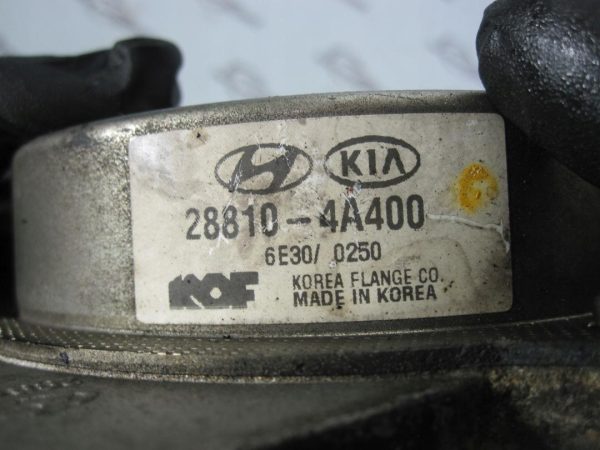 KIA
28810-4A400
6E30/ 0250
KOF KOREA FLANGE CO.
MADE IN KOREA